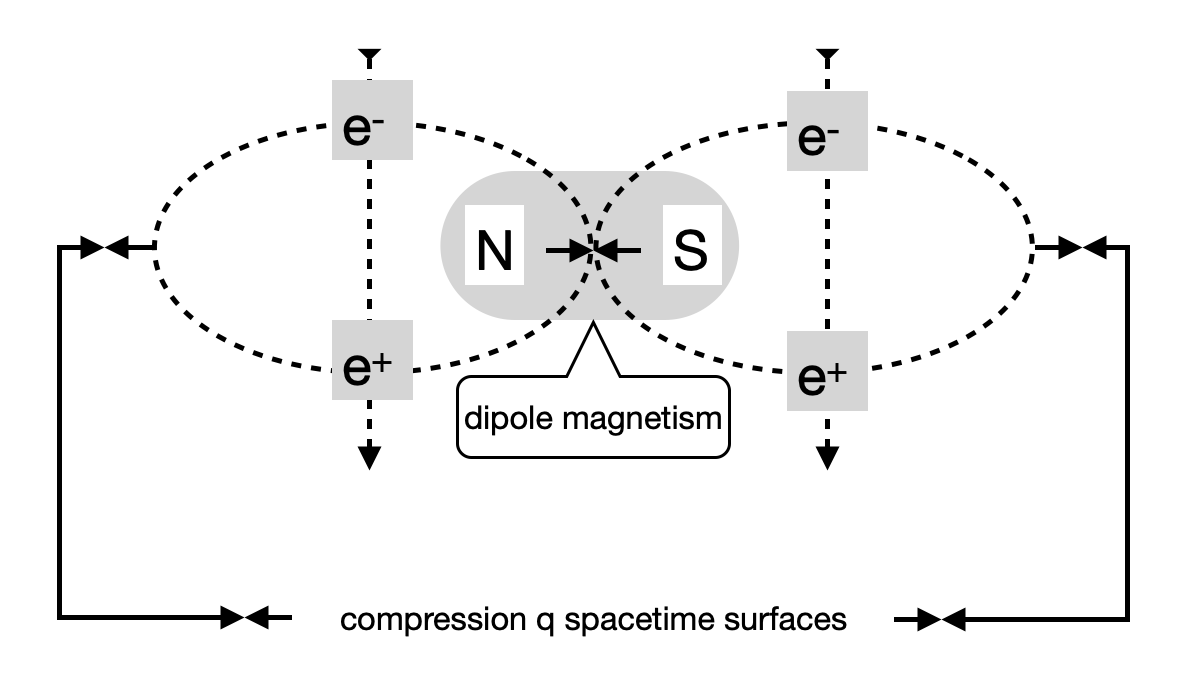 e- e-
N S
e+ e+
dipole magnetism
compression q spacetime surfaces